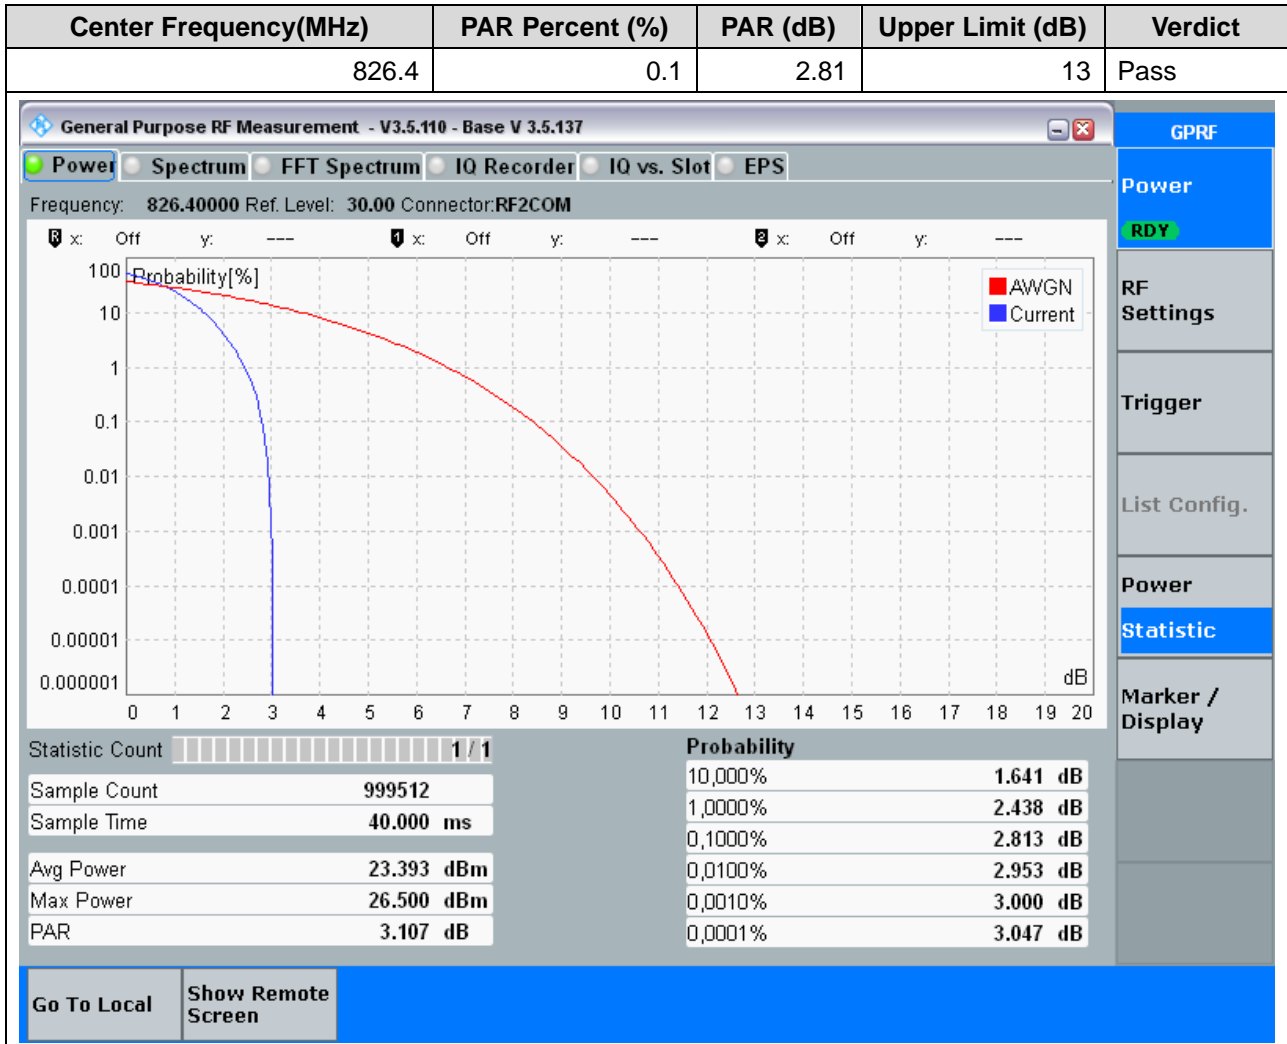 Center Frequency(MHz) PAR Percent (%) PAR (dB) Upper Limit (dB) Verdict
826.4 0.1 2.81 13 Pass
General Purpose RF Measurement - V3.5.110 - Base V 3.5.137
GPRF
Power Spectrum FFT Spectrum IQ Recorder IQ vs. Slot EPS
Frequency: 826.40000 Ref. Level: 30.00 Connector:RF2COM
R x: Off y: --- 1 x: Off y: --- 2 x: Off y: ---
Probability[%]
AWGN
Current
100
10
1
0.1
0.01
0.001
0.0001
0.00001
0.000001
dB
0 1 2 3 4 5 6 7 8 9 10 11 12 13 14 15 16 17 18 19 20
Statistic Count 1 / 1
Sample Count 999512
Sample Time 40.000 ms
Avg Power 23.393 dBm
Max Power 26.500 dBm
PAR 3.107 dB
Probability
10,000% 1.641 dB
1,0000% 2.438 dB
0,1000% 2.813 dB
0,0100% 2.953 dB
0,0010% 3.000 dB
0,0001% 3.047 dB
Power
RDY
RF
Settings
Trigger
List Config.
Power
Statistic
Marker /
Display
Go To Local
Show Remote
Screen